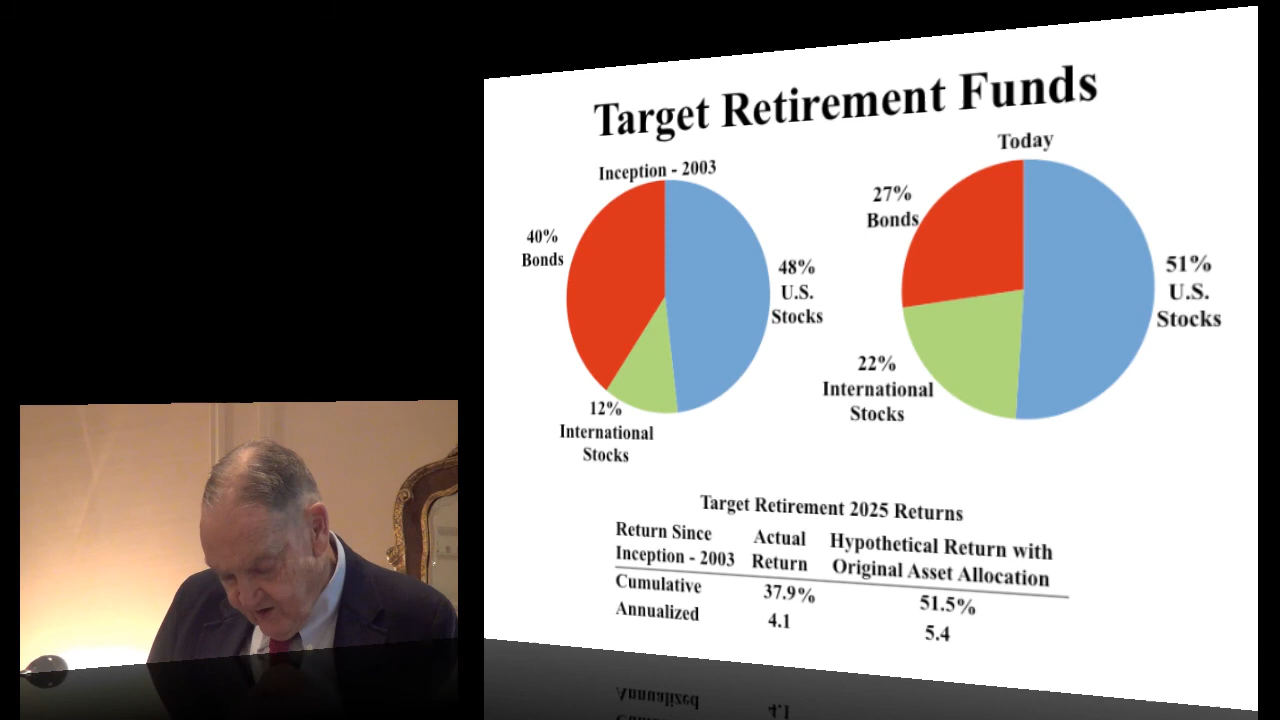 Target Retirement Funds
Inception - 2003
40%
Bonds
48%
U.S.
Stocks
12%
International
Stocks
Today
27%
Bonds
51%
U.S.
Stocks
22%
International
Stocks
Target Retirement 2025 Returns
Return Since
Inception - 2003
Actual
Return
Hypothetical Return with
Original Asset Allocation
Cumulative 37.9% 51.5%
Annualized 4.1 5.4